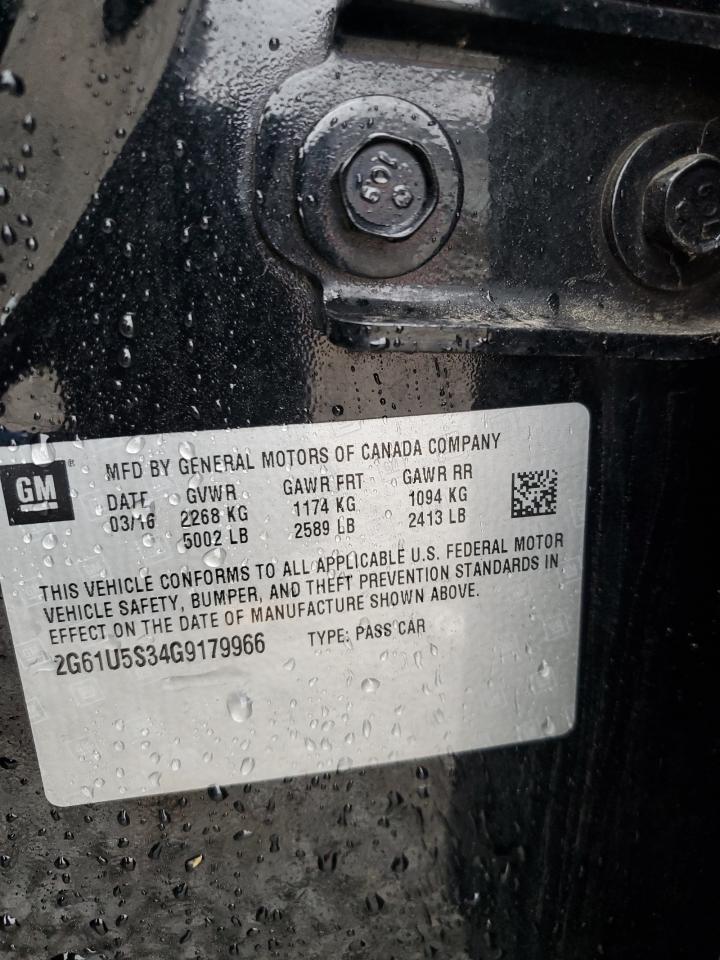 GM
MFD BY GENERAL MOTORS OF CANADA COMPANY
DATE GVWR GAWR FRT GAWR RR
03/16 2268 KG 1174 KG 1094 KG
5002 LB 2589 LB 2413 LB
THIS VEHICLE CONFORMS TO ALL APPLICABLE U.S. FEDERAL MOTOR
VEHICLE SAFETY, BUMPER, AND THEFT PREVENTION STANDARDS IN
EFFECT ON THE DATE OF MANUFACTURE SHOWN ABOVE.
2G61U5S34G9179966 TYPE: PASS CAR